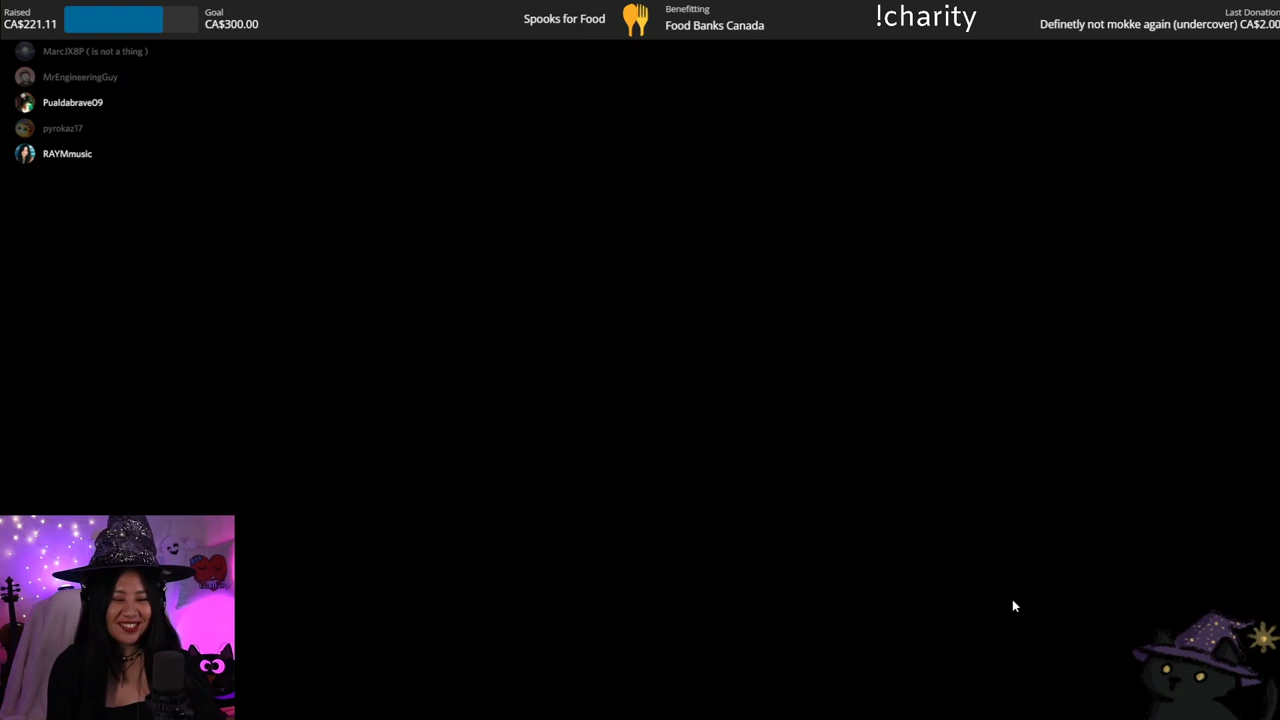 Raised
CA$221.11
Goal
CA$300.00
Spooks for Food
Benefitting
Food Banks Canada
!charity
Last Donation
Definetly not mokke again (undercover) CA$2.00
MarcJXBP ( is not a thing )
MrEngineeringGuy
Pualdabrave09
pyrokaz17
RAYMmusic